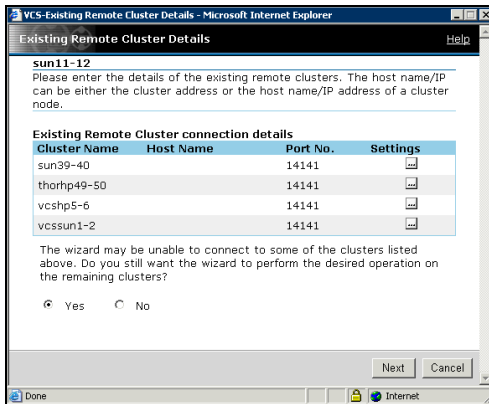 VCS-Existing Remote Cluster Details - Microsoft Internet Explorer
Existing Remote Cluster Details Help
sun11-12
Please enter the details of the existing remote clusters. The host name/IP
can be either the cluster address or the host name/IP address of a cluster
node.
Existing Remote Cluster connection details
Cluster Name Host Name Port No. Settings
sun39-40 14141 ...
thorhp49-50 14141 ...
vcshp5-6 14141 ...
vcssun1-2 14141 ...
The wizard may be unable to connect to some of the clusters listed
above. Do you still want the wizard to perform the desired operation on
the remaining clusters?
Yes No
Next Cancel
Done Internet